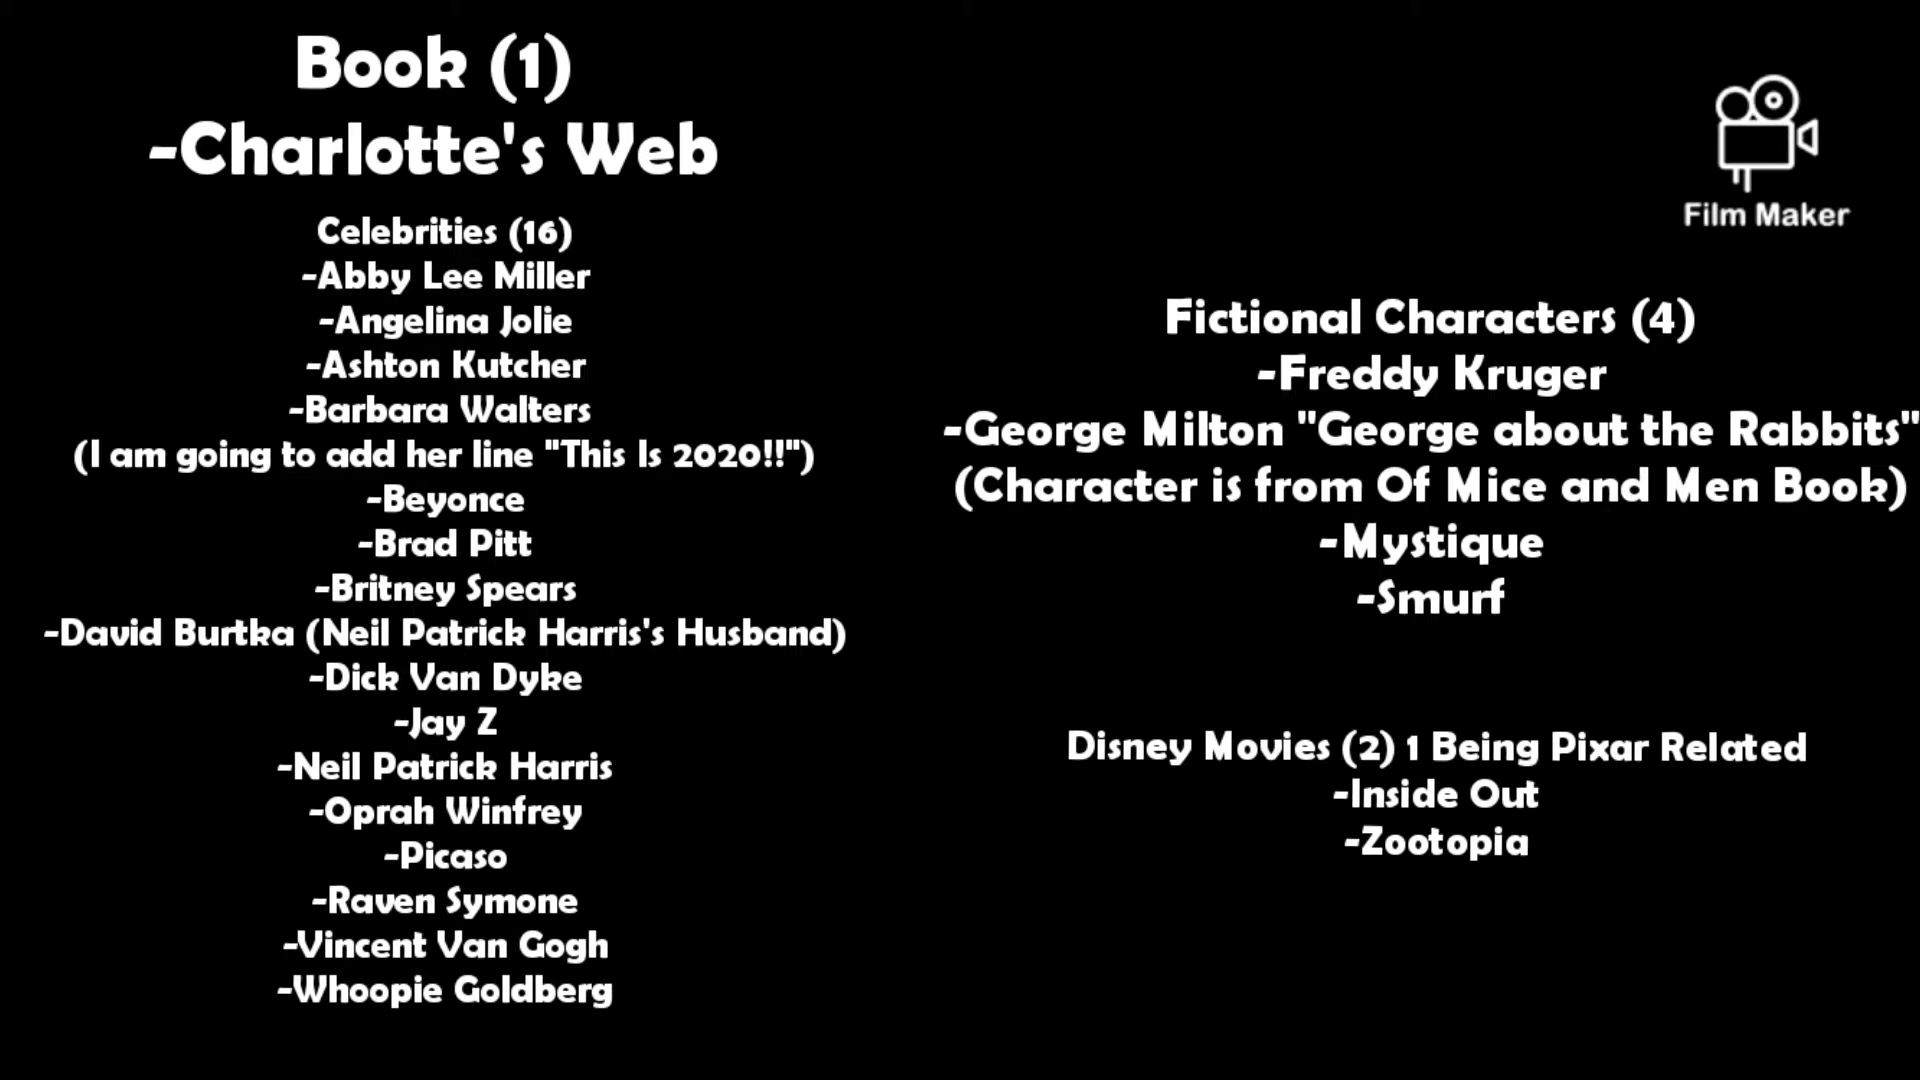 Book (1)
-Charlotte's Web
Celebrities (16)
-Abby Lee Miller
-Angelina Jolie
-Ashton Kutcher
-Barbara Walters
(I am going to add her line "This Is 2020!!")
-Beyonce
-Brad Pitt
-Britney Spears
-David Burtka (Neil Patrick Harris's Husband)
-Dick Van Dyke
-Jay Z
-Neil Patrick Harris
-Oprah Winfrey
-Picaso
-Raven Symone
-Vincent Van Gogh
-Whoopie Goldberg
Film Maker
Fictional Characters (4)
-Freddy Kruger
-George Milton "George about the Rabbits"
(Character is from Of Mice and Men Book)
-Mystique
-Smurf
Disney Movies (2) 1 Being Pixar Related
-Inside Out
-Zootopia